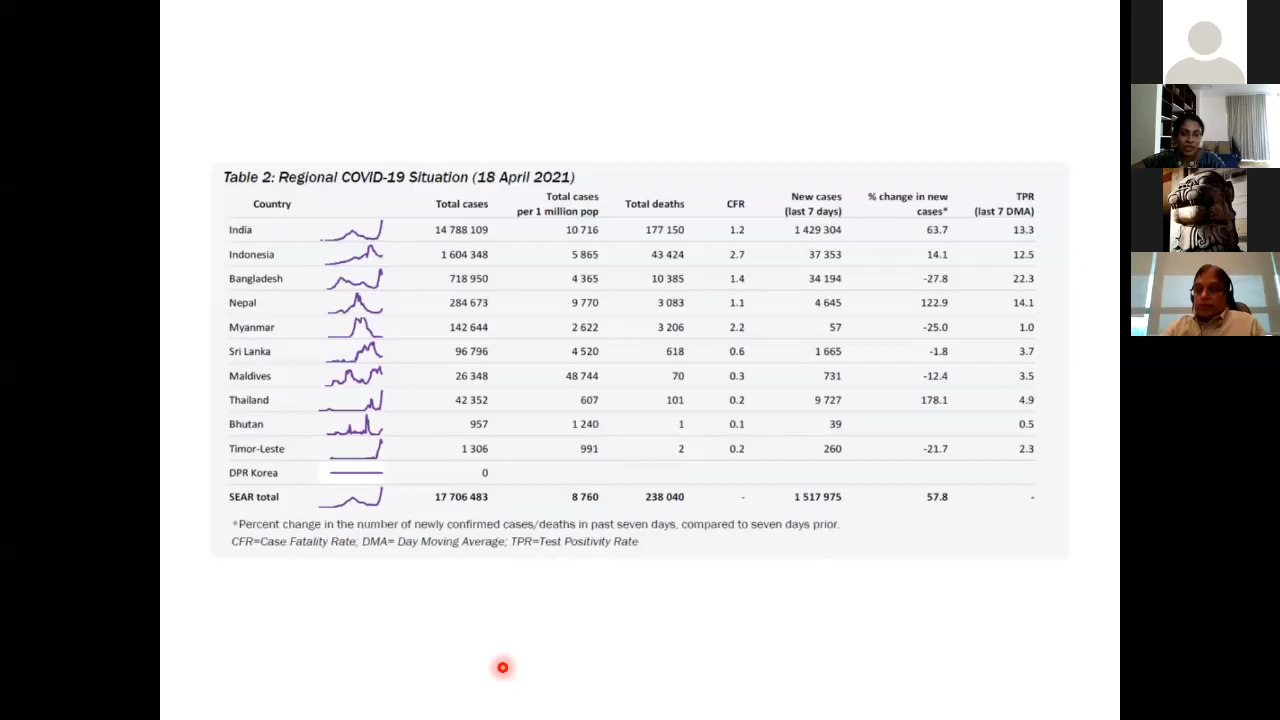 Table 2: Regional COVID-19 Situation (18 April 2021)
Country Total cases Total cases per 1 million pop Total deaths CFR New cases (last 7 days) % change in new cases* TPR (last 7 DMA)
India 14 788 109 10 716 177 150 1.2 1 429 304 63.7 13.3
Indonesia 1 604 348 5 865 43 424 2.7 37 353 14.1 12.5
Bangladesh 718 950 4 365 10 385 1.4 34 194 -27.8 22.3
Nepal 284 673 9 770 3 083 1.1 4 645 122.9 14.1
Myanmar 142 644 2 622 3 206 2.2 57 -25.0 1.0
Sri Lanka 96 796 4 520 618 0.6 1 665 -1.8 3.7
Maldives 26 348 48 744 70 0.3 731 -12.4 3.5
Thailand 42 352 607 101 0.2 9 727 178.1 4.9
Bhutan 957 1 240 1 0.1 39 0.5
Timor-Leste 1 306 991 2 0.2 260 -21.7 2.3
DPR Korea 0
SEAR total 17 706 483 8 760 238 040 - 1 517 975 57.8 -
*Percent change in the number of newly confirmed cases/deaths in past seven days, compared to seven days prior.
CFR=Case Fatality Rate; DMA= Day Moving Average; TPR=Test Positivity Rate